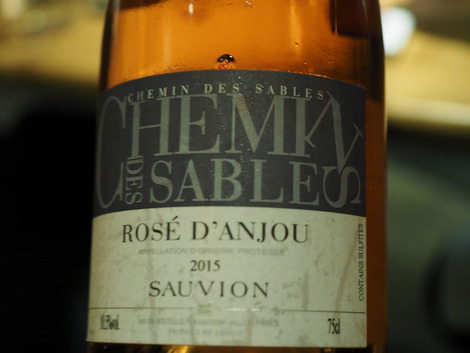 CHEMIN DES SABLES
CHEMIN
DES SABLES
ROSÉ D'ANJOU
APPELLATION D'ORIGINE PROTÉGÉE
2015
SAUVION
75cl
CONTAINS SULFITES